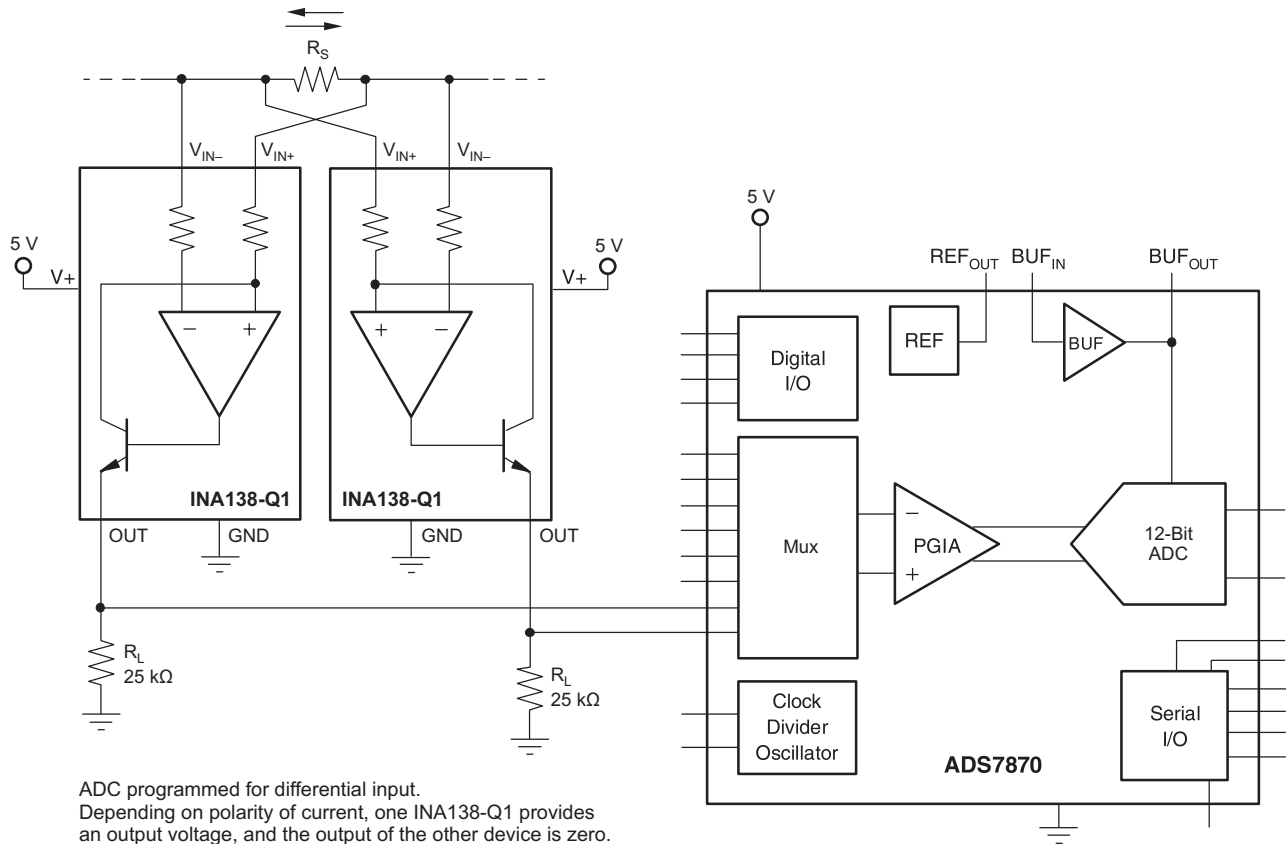 R_S
V_IN– V_IN+ V_IN+ V_IN–
5 V
V+
5 V
V+
– +
+ –
INA138-Q1
INA138-Q1
OUT
GND
GND
OUT
R_L
25 kΩ
R_L
25 kΩ
5 V
REF_OUT BUF_IN BUF_OUT
Digital
I/O
REF
BUF
Mux
–
PGIA
+
12-Bit
ADC
Clock
Divider
Oscillator
Serial
I/O
ADS7870
ADC programmed for differential input.
Depending on polarity of current, one INA138-Q1 provides
an output voltage, and the output of the other device is zero.